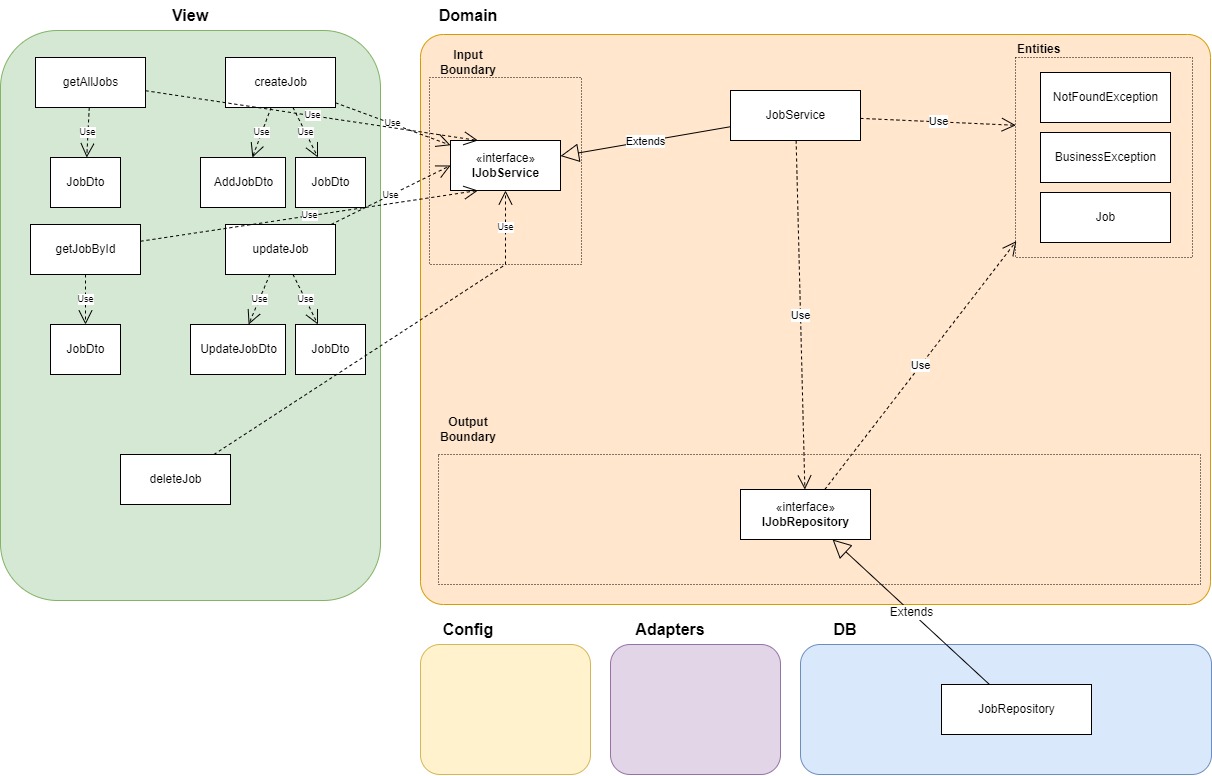 View
Domain
getAllJobs
createJob
Use
Use
Use
Use
Use
JobDto
AddJobDto
JobDto
Use
Use
getJobById
updateJob
Use
Use
Use
JobDto
UpdateJobDto
JobDto
deleteJob
Input
Boundary
«interface»
IJobService
Use
Extends
JobService
Use
Entities
NotFoundException
BusinessException
Job
Use
Use
Output
Boundary
«interface»
IJobRepository
Extends
Config
Adapters
DB
JobRepository